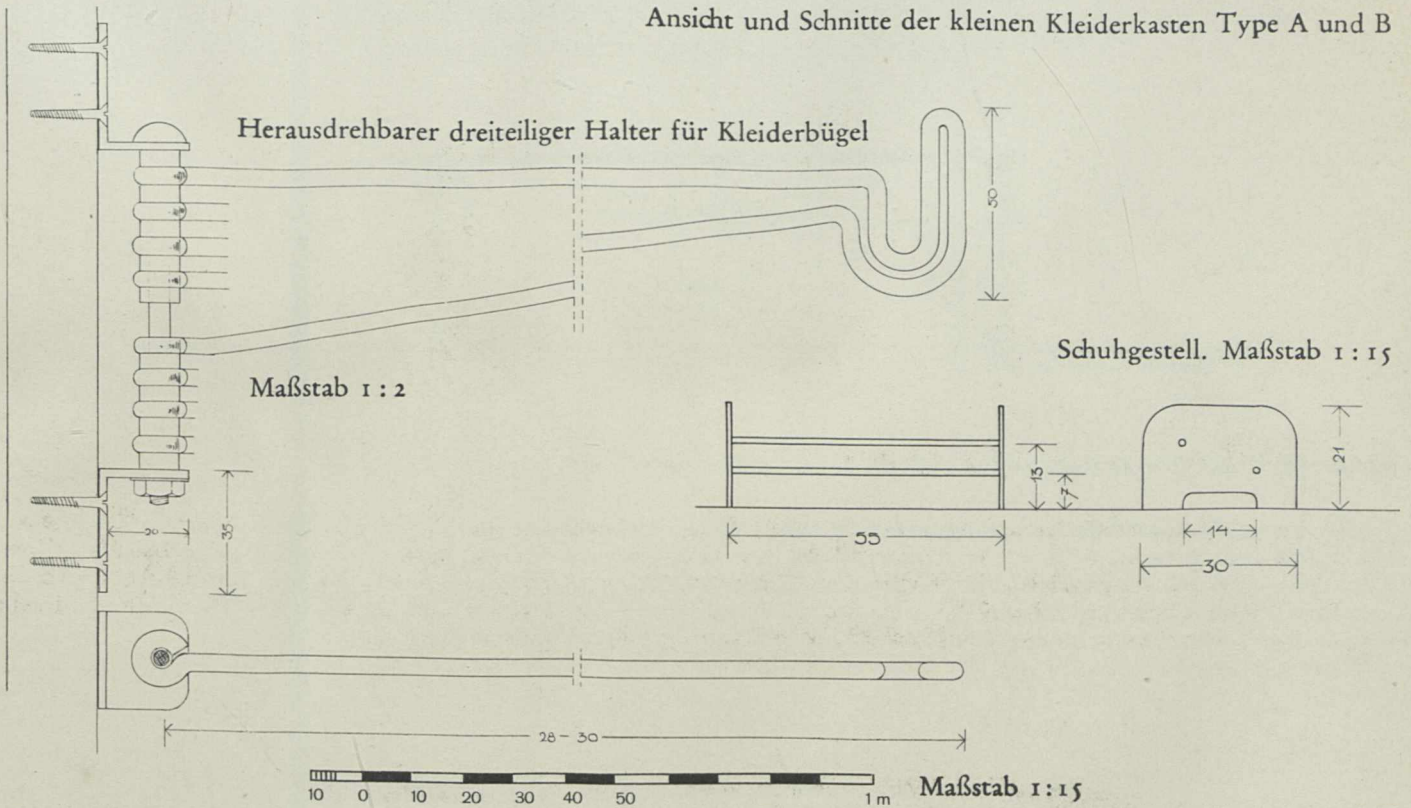 Ansicht und Schnitte der kleinen Kleiderkasten Type A und B
Herausdrehbarer dreiteiliger Halter für Kleiderbügel
50
Schuhgestell. Maßstab 1:15
Maßstab 1:2
13
7
21
20
35
55
14
30
28-30
10 0 10 20 30 40 50 1 m
Maßstab 1:15